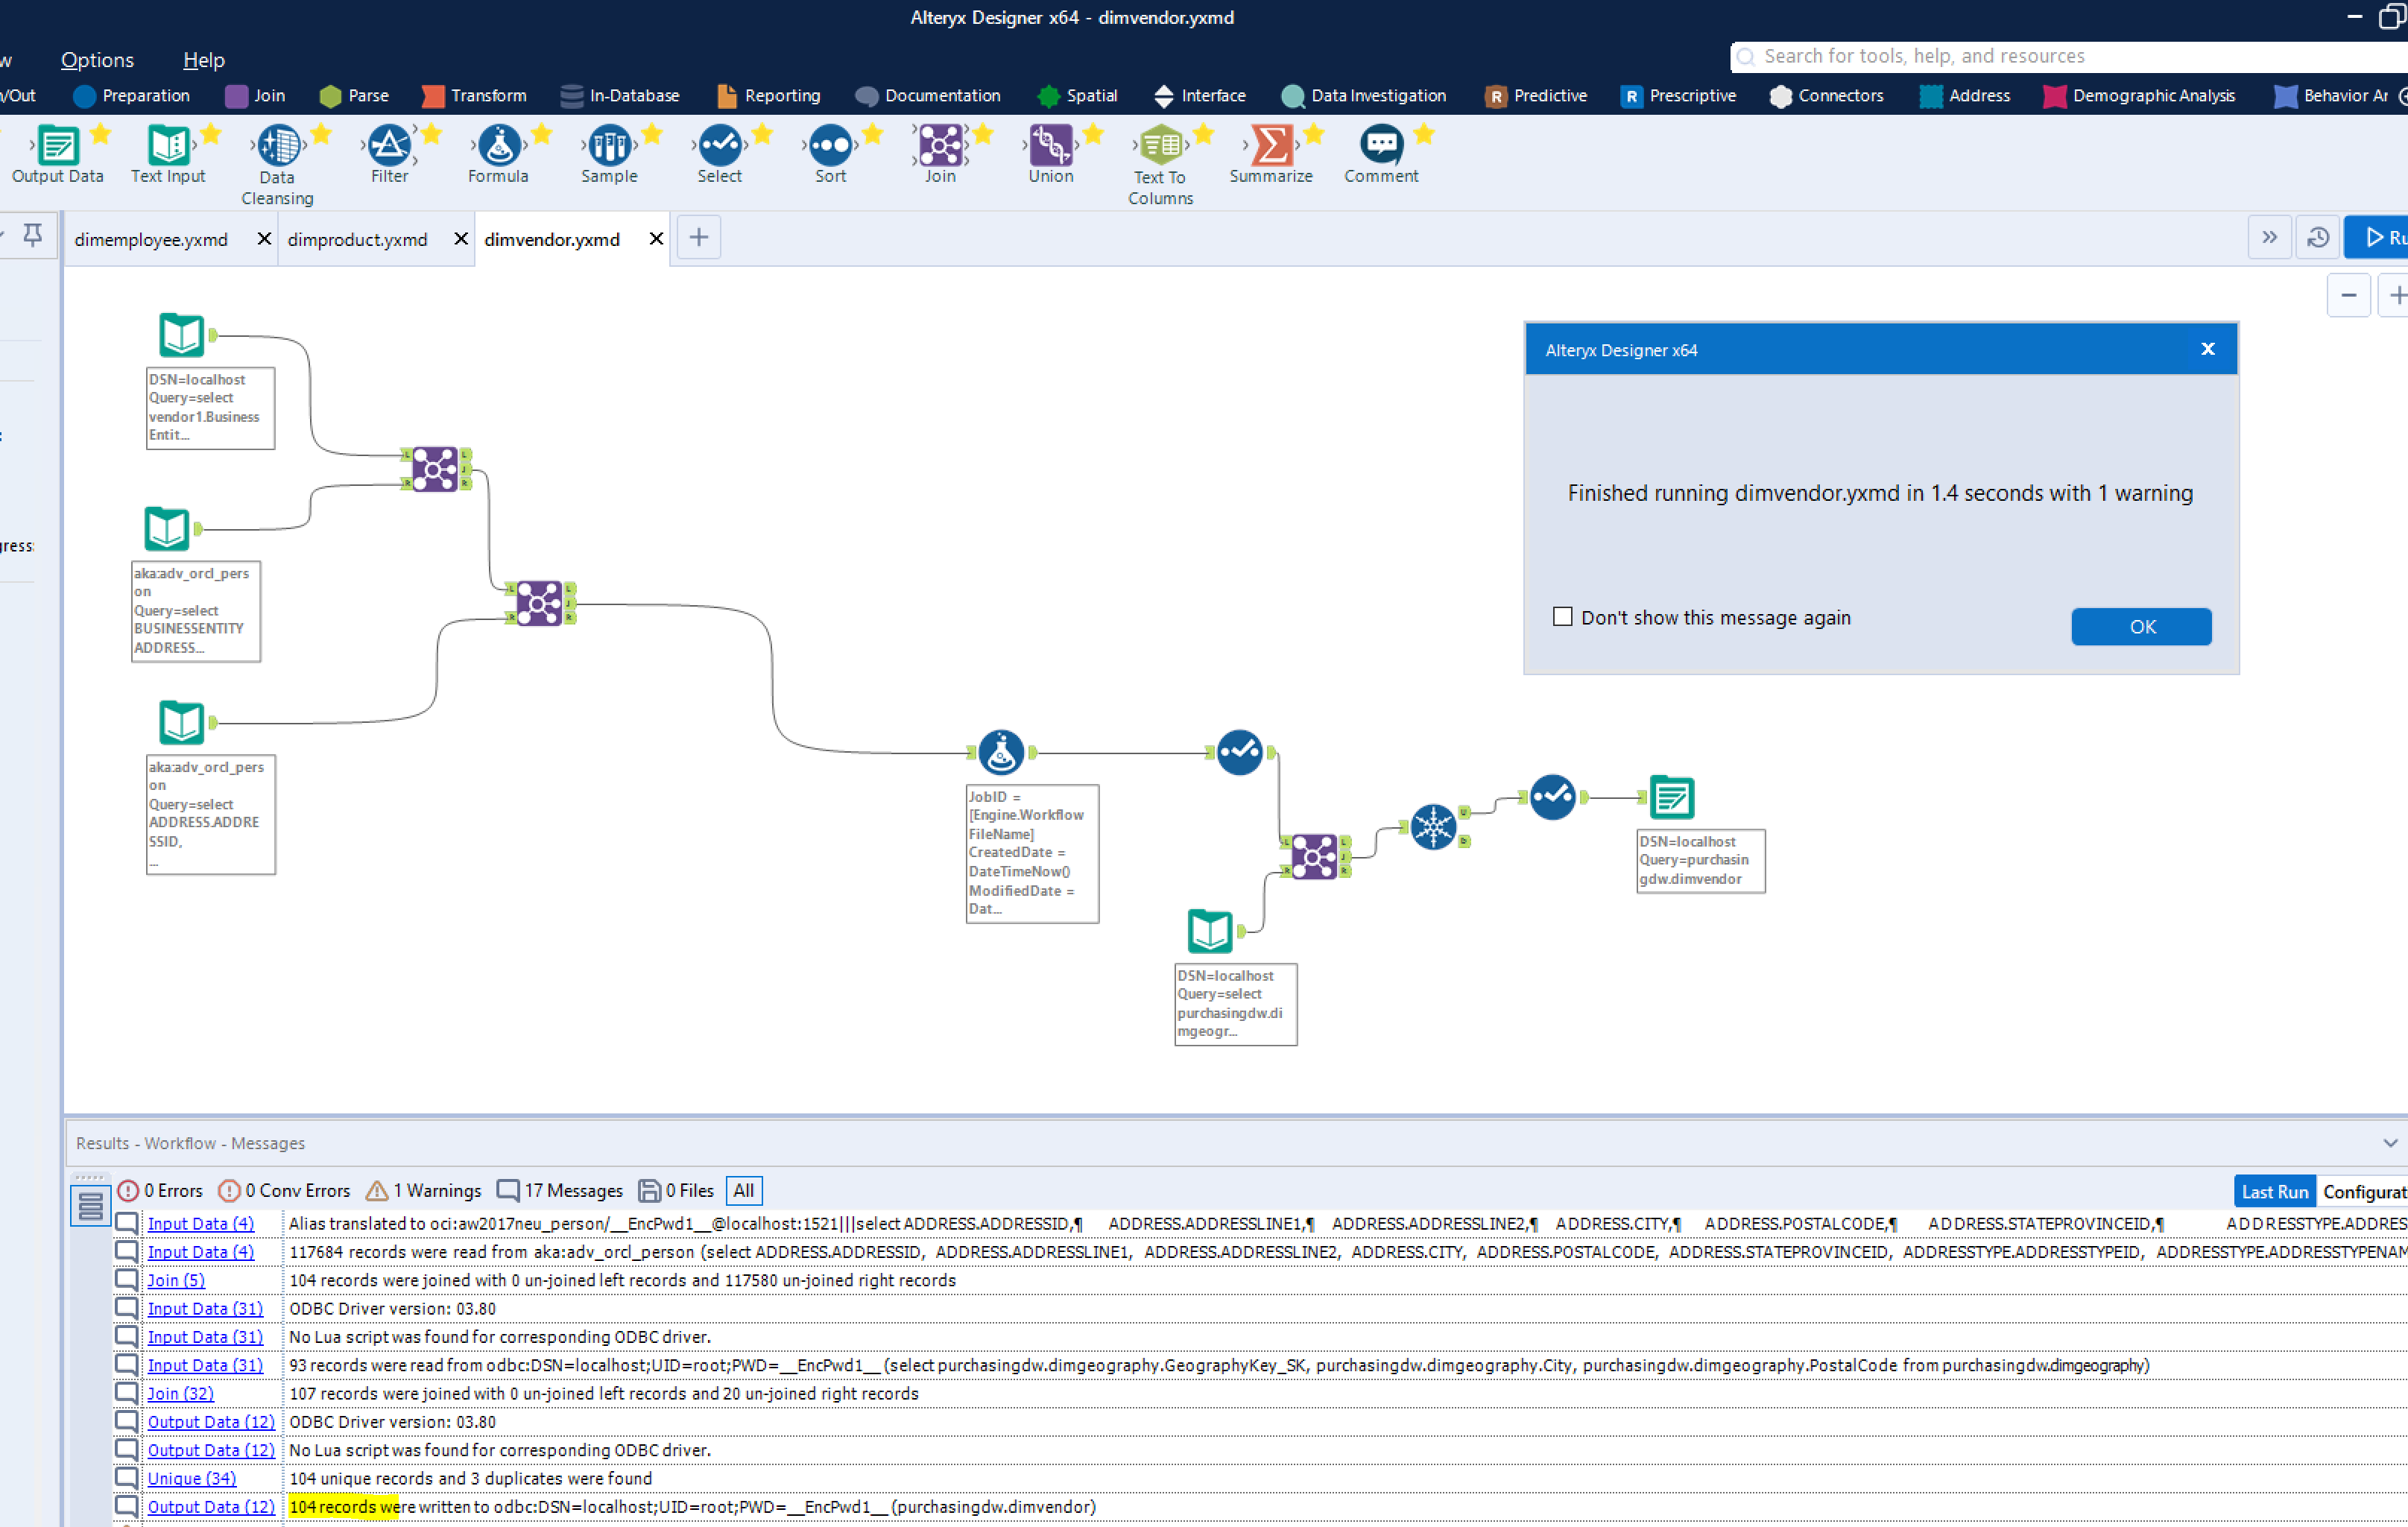 Alteryx Designer x64 - dimvendor.yxmd
w Options Help
Search for tools, help, and resources
n/Out Preparation Join Parse Transform In-Database Reporting Documentation Spatial Interface Data Investigation Predictive Prescriptive Connectors Address Demographic Analysis Behavior Ar
Output Data Text Input Data Cleansing Filter Formula Sample Select Sort Join Union Text To Columns Summarize Comment
dimemployee.yxmd dimproduct.yxmd dimvendor.yxmd
Ru
DSN=localhost
Query=select
vendor1.Business
Entit...
gress:
aka:adv_orcl_pers
on
Query=select
BUSINESSENTITY
ADDRESS...
aka:adv_orcl_pers
on
Query=select
ADDRESS.ADDRE
SSID,
...
L
R
L
J
R
L
R
L
J
R
JobID =
[Engine.Workflow
FileName]
CreatedDate =
DateTimeNow()
ModifiedDate =
Dat...
L
R
L
J
R
U
D
DSN=localhost
Query=select
purchasingdw.di
mgeogr...
DSN=localhost
Query=purchasin
gdw.dimvendor
Alteryx Designer x64
Finished running dimvendor.yxmd in 1.4 seconds with 1 warning
Don't show this message again
OK
Results - Workflow - Messages
0 Errors 0 Conv Errors 1 Warnings 17 Messages 0 Files All
Last Run Configurat
Input Data (4) Alias translated to oci:aw2017neu_person/__EncPwd1__@localhost:1521|||select ADDRESS.ADDRESSID,¶ ADDRESS.ADDRESSLINE1,¶ ADDRESS.ADDRESSLINE2,¶ ADDRESS.CITY,¶ ADDRESS.POSTALCODE,¶ ADDRESS.STATEPROVINCEID,¶ ADDRESSTYPE.ADDRES
Input Data (4) 117684 records were read from aka:adv_orcl_person (select ADDRESS.ADDRESSID, ADDRESS.ADDRESSLINE1, ADDRESS.ADDRESSLINE2, ADDRESS.CITY, ADDRESS.POSTALCODE, ADDRESS.STATEPROVINCEID, ADDRESSTYPE.ADDRESSTYPEID, ADDRESSTYPE.ADDRESSTYPENAM
Join (5) 104 records were joined with 0 un-joined left records and 117580 un-joined right records
Input Data (31) ODBC Driver version: 03.80
Input Data (31) No Lua script was found for corresponding ODBC driver.
Input Data (31) 93 records were read from odbc:DSN=localhost;UID=root;PWD=__EncPwd1__ (select purchasingdw.dimgeography.GeographyKey_SK, purchasingdw.dimgeography.City, purchasingdw.dimgeography.PostalCode from purchasingdw.dimgeography)
Join (32) 107 records were joined with 0 un-joined left records and 20 un-joined right records
Output Data (12) ODBC Driver version: 03.80
Output Data (12) No Lua script was found for corresponding ODBC driver.
Unique (34) 104 unique records and 3 duplicates were found
Output Data (12) 104 records were written to odbc:DSN=localhost;UID=root;PWD=__EncPwd1__ (purchasingdw.dimvendor)